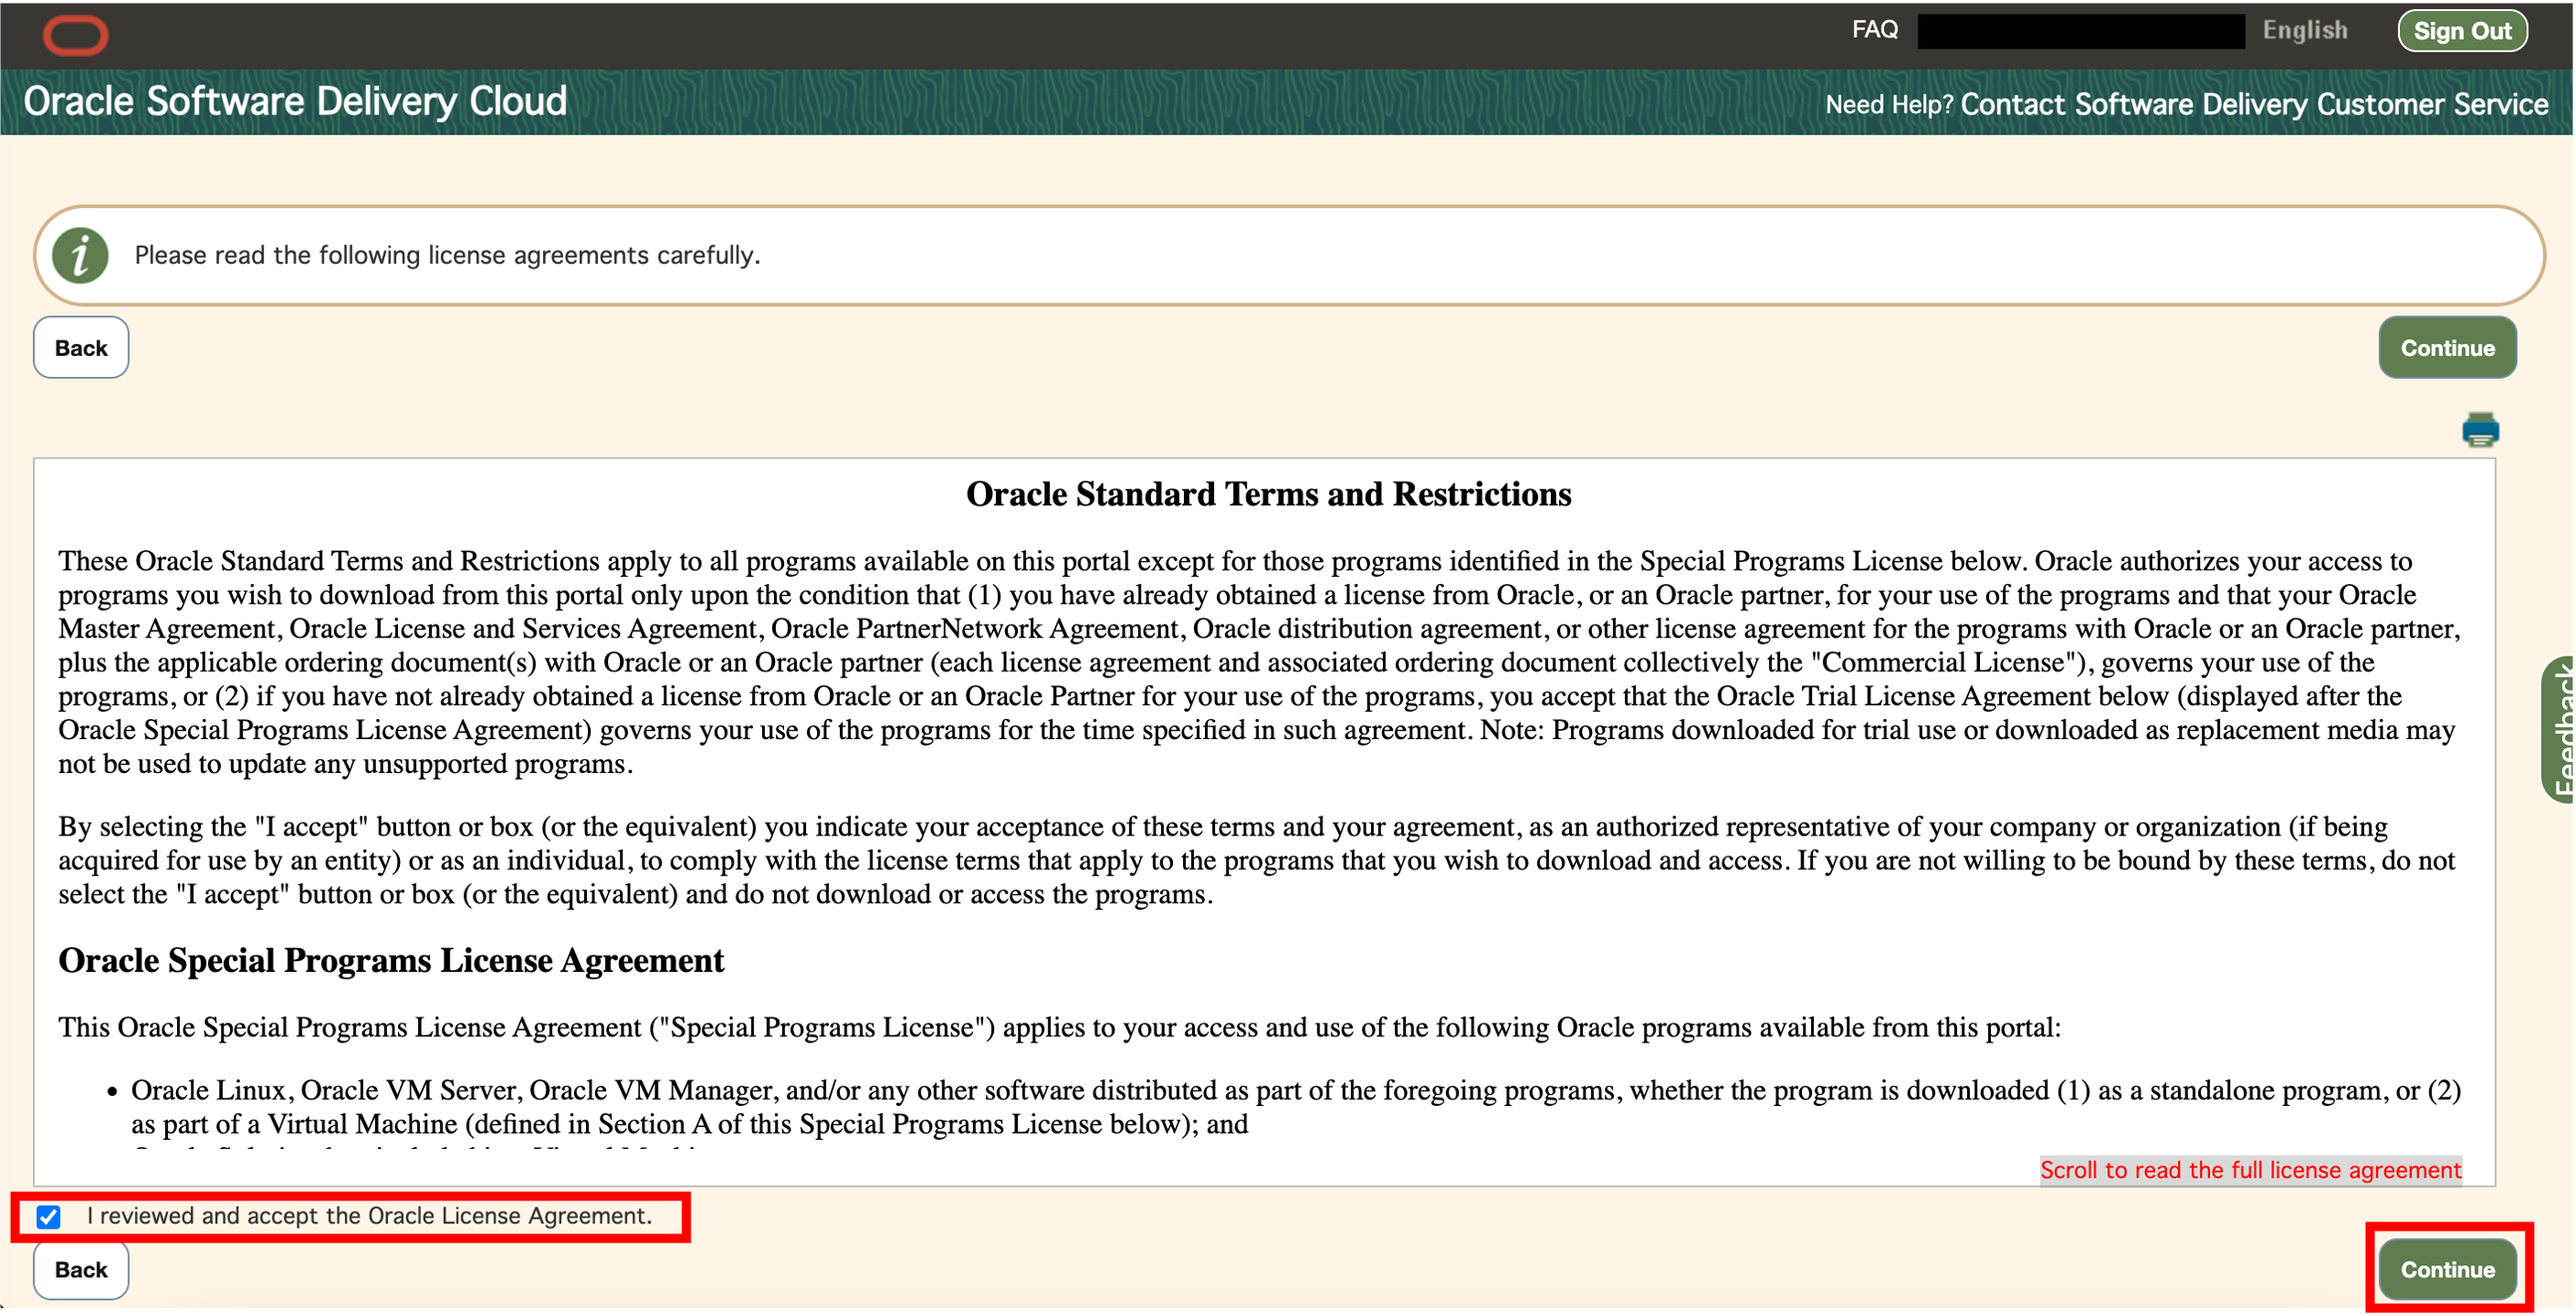 FAQ English Sign Out
Oracle Software Delivery Cloud
Need Help? Contact Software Delivery Customer Service
i Please read the following license agreements carefully.
Back
Continue
Oracle Standard Terms and Restrictions
These Oracle Standard Terms and Restrictions apply to all programs available on this portal except for those programs identified in the Special Programs License below. Oracle authorizes your access to
programs you wish to download from this portal only upon the condition that (1) you have already obtained a license from Oracle, or an Oracle partner, for your use of the programs and that your Oracle
Master Agreement, Oracle License and Services Agreement, Oracle PartnerNetwork Agreement, Oracle distribution agreement, or other license agreement for the programs with Oracle or an Oracle partner,
plus the applicable ordering document(s) with Oracle or an Oracle partner (each license agreement and associated ordering document collectively the "Commercial License"), governs your use of the
programs, or (2) if you have not already obtained a license from Oracle or an Oracle Partner for your use of the programs, you accept that the Oracle Trial License Agreement below (displayed after the
Oracle Special Programs License Agreement) governs your use of the programs for the time specified in such agreement. Note: Programs downloaded for trial use or downloaded as replacement media may
not be used to update any unsupported programs.
By selecting the "I accept" button or box (or the equivalent) you indicate your acceptance of these terms and your agreement, as an authorized representative of your company or organization (if being
acquired for use by an entity) or as an individual, to comply with the license terms that apply to the programs that you wish to download and access. If you are not willing to be bound by these terms, do not
select the "I accept" button or box (or the equivalent) and do not download or access the programs.
Oracle Special Programs License Agreement
This Oracle Special Programs License Agreement ("Special Programs License") applies to your access and use of the following Oracle programs available from this portal:
• Oracle Linux, Oracle VM Server, Oracle VM Manager, and/or any other software distributed as part of the foregoing programs, whether the program is downloaded (1) as a standalone program, or (2)
as part of a Virtual Machine (defined in Section A of this Special Programs License below); and
Scroll to read the full license agreement
I reviewed and accept the Oracle License Agreement.
Back
Continue
Feedback